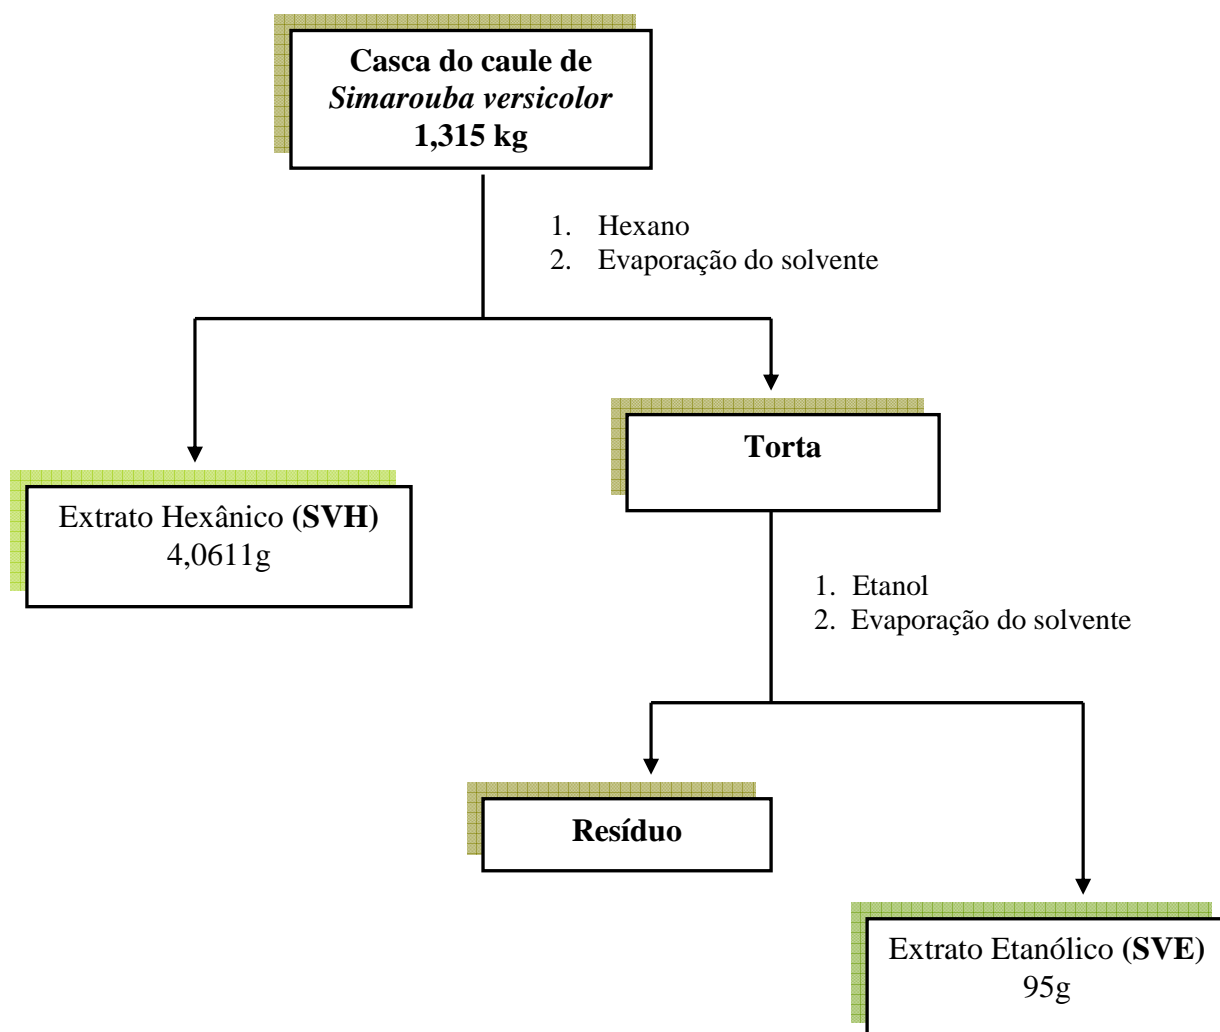 Casca do caule de
Simarouba versicolor
1,315 kg
1. Hexano
2. Evaporação do solvente
Torta
Extrato Hexânico (SVH)
4,0611g
1. Etanol
2. Evaporação do solvente
Resíduo
Extrato Etanólico (SVE)
95g